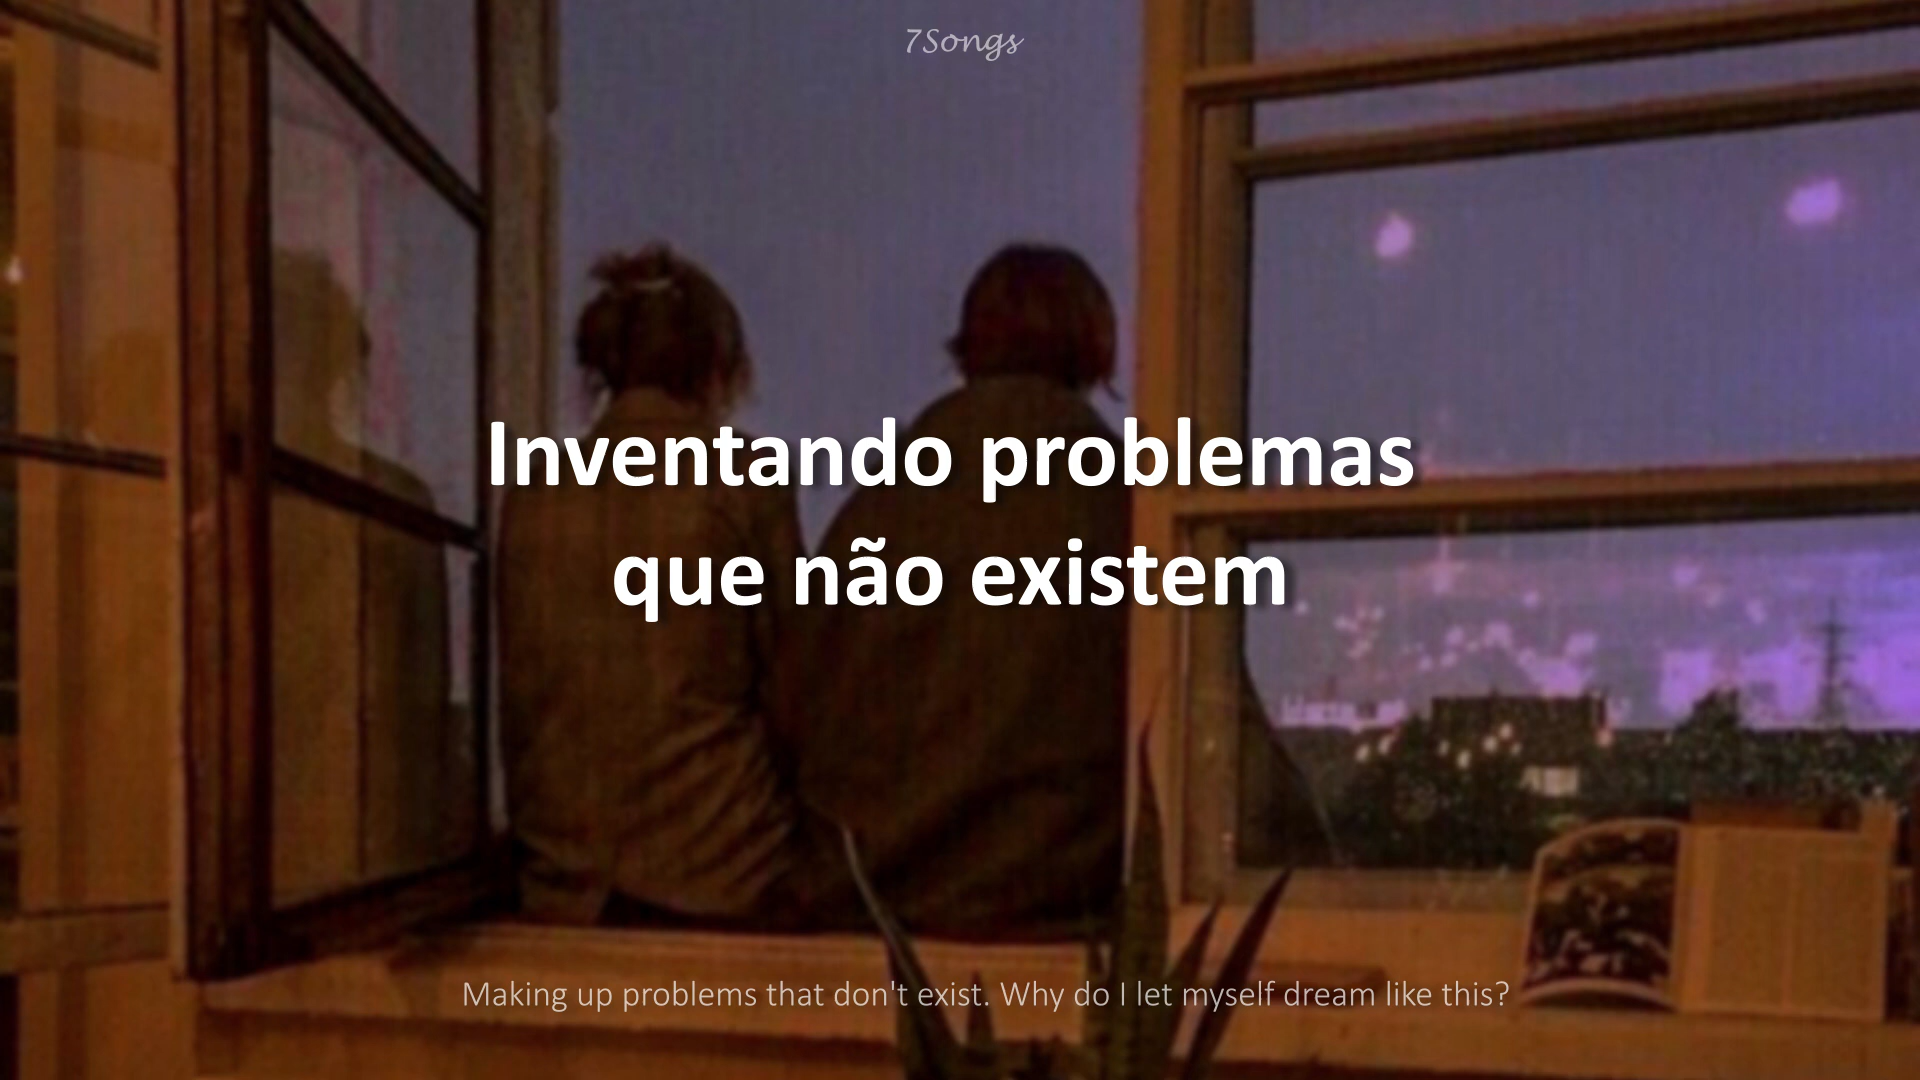 7Songs
Inventando problemas
que não existem
Making up problems that don't exist. Why do I let myself dream like this?